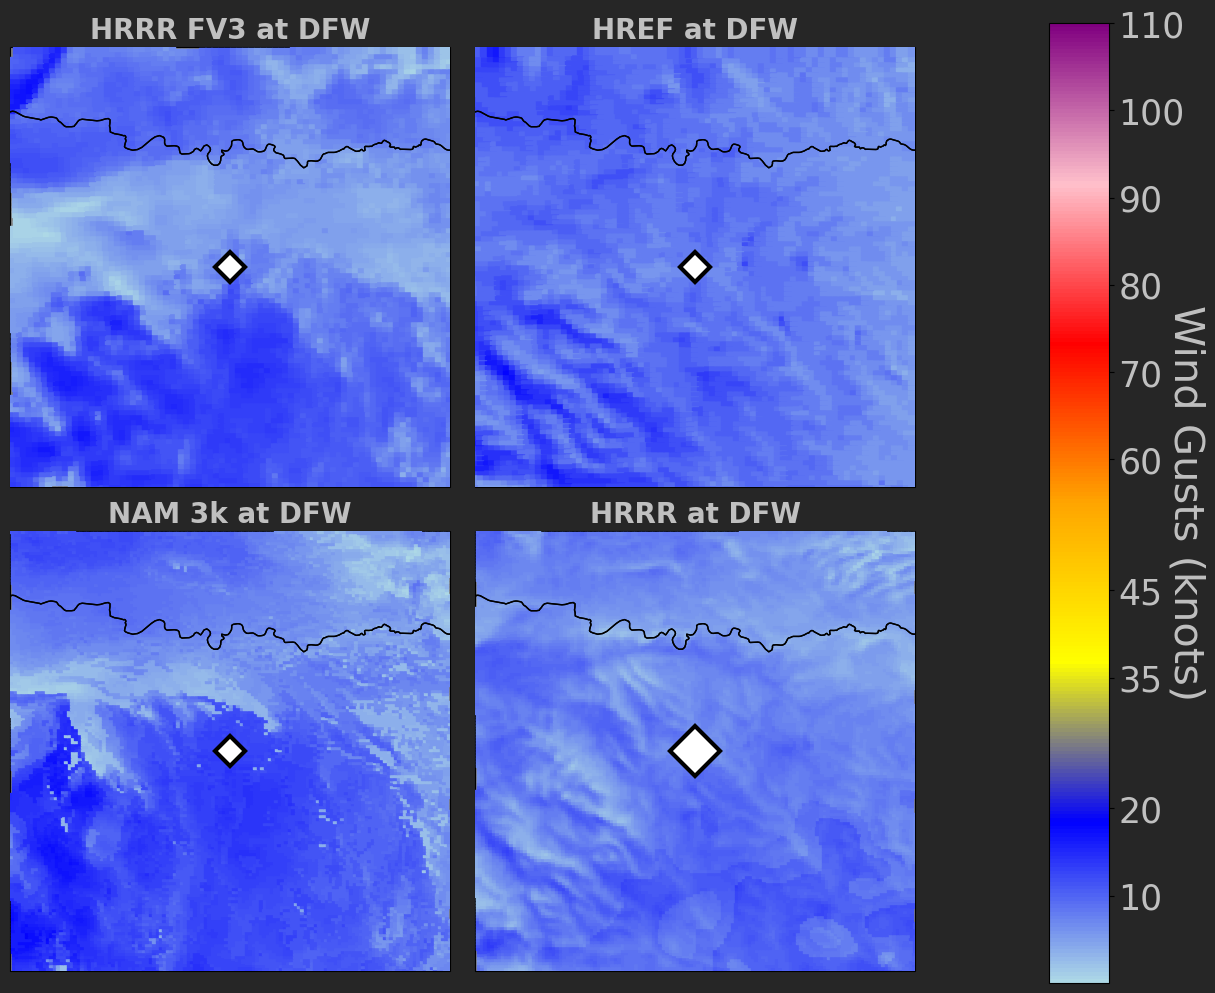 HRRR FV3 at DFW
HREF at DFW
NAM 3k at DFW
HRRR at DFW
110
100
90
80
70
60
45
35
20
10
Wind Gusts (knots)